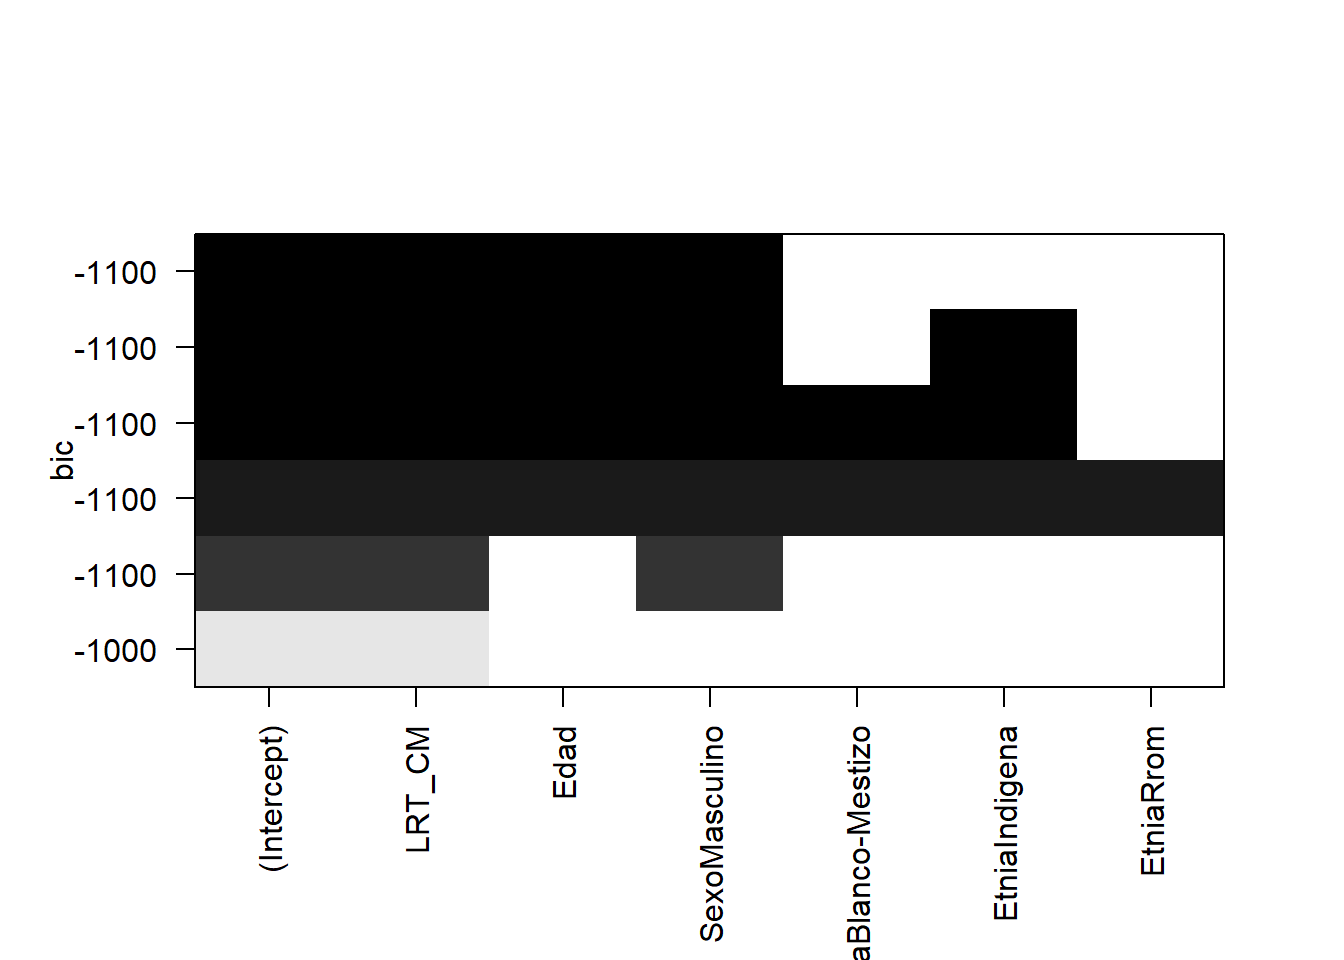 bic
-1100
-1100
-1100
-1100
-1100
-1000
(Intercept)
LRT_CM
Edad
SexoMasculino
aBlanco-Mestizo
EtniaIndigena
EtniaRrom